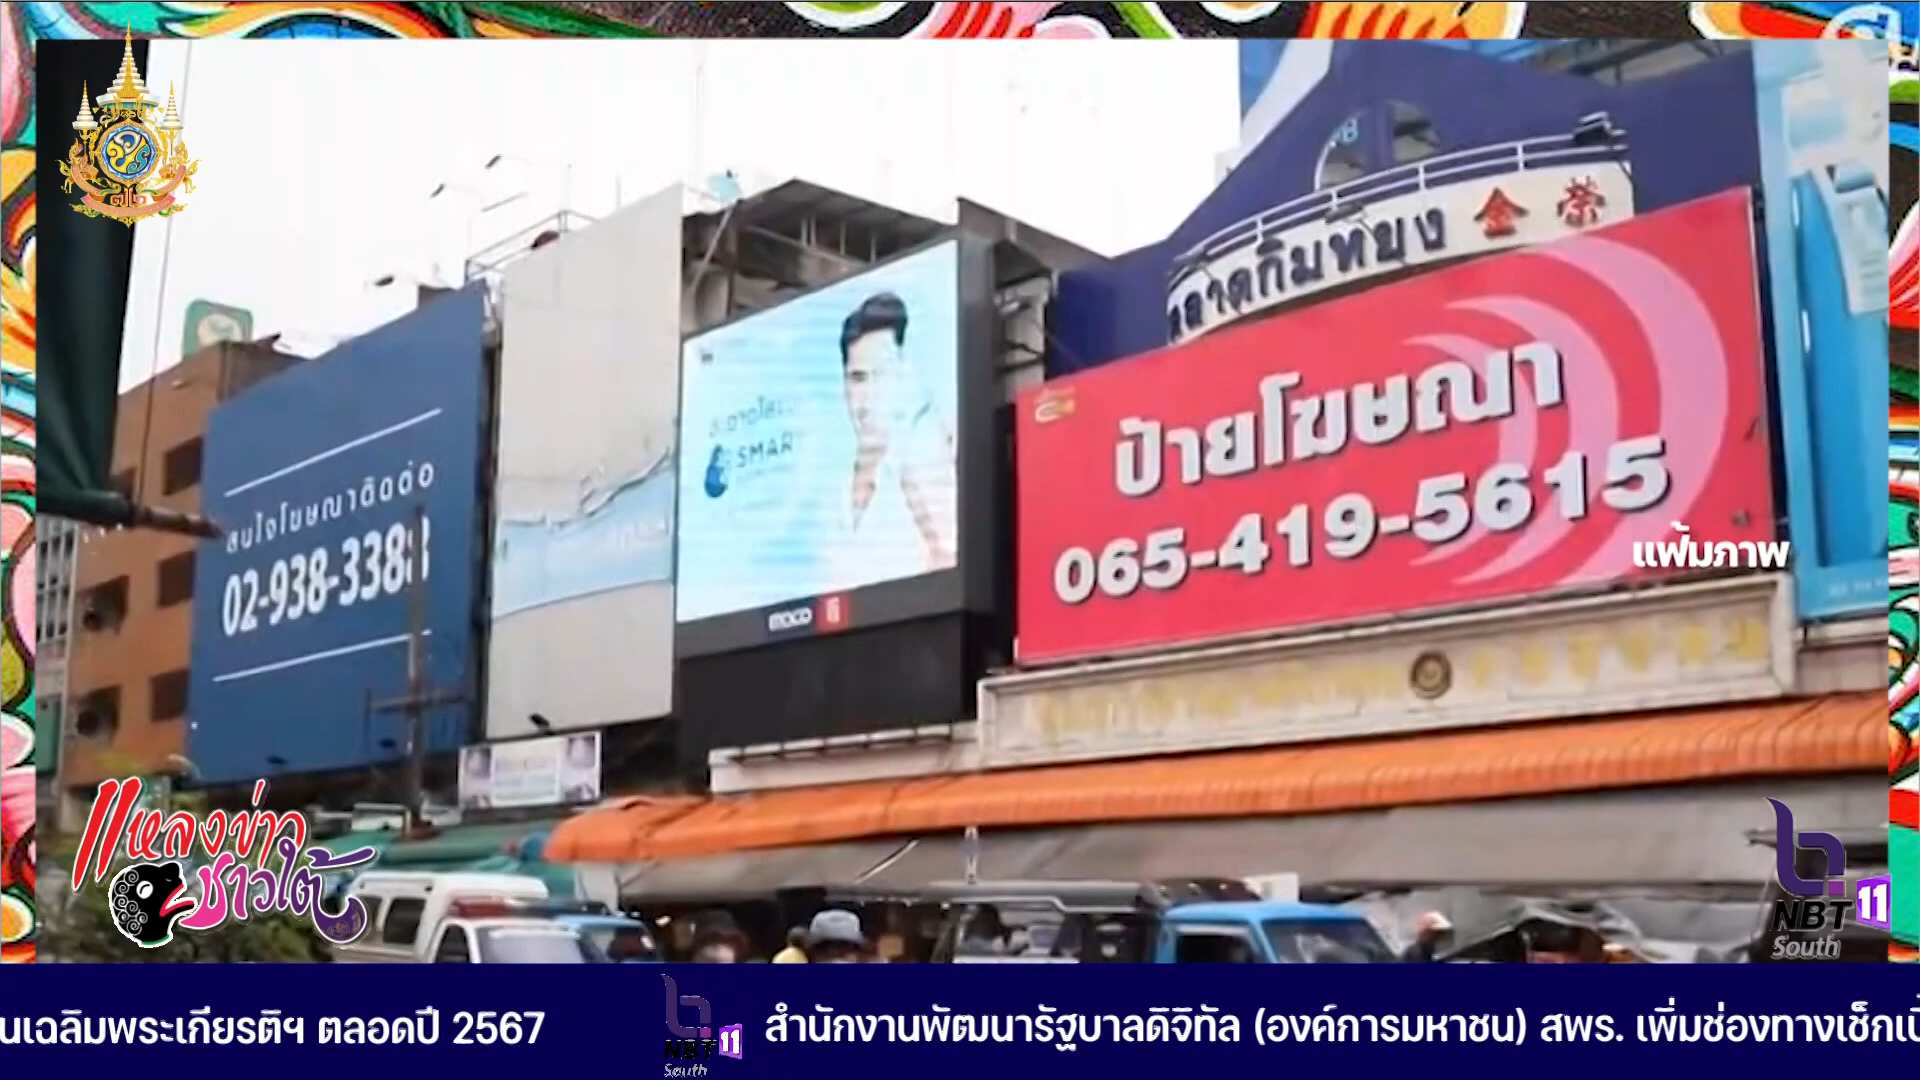 ตลาดกิมหยง 金榮
ป้ายโฆษณา
065-419-5615
แฟ้มภาพ
สนใจโฆษณาติดต่อ
02-938-3388
SMAR
แหลงข่าว
ชาวใต้
NBT 11
South
นเฉลิมพระเกียรติฯ ตลอดปี 2567
NBT 11
South
สำนักงานพัฒนารัฐบาลดิจิทัล (องค์การมหาชน) สพร. เพิ่มช่องทางเช็กเบิ